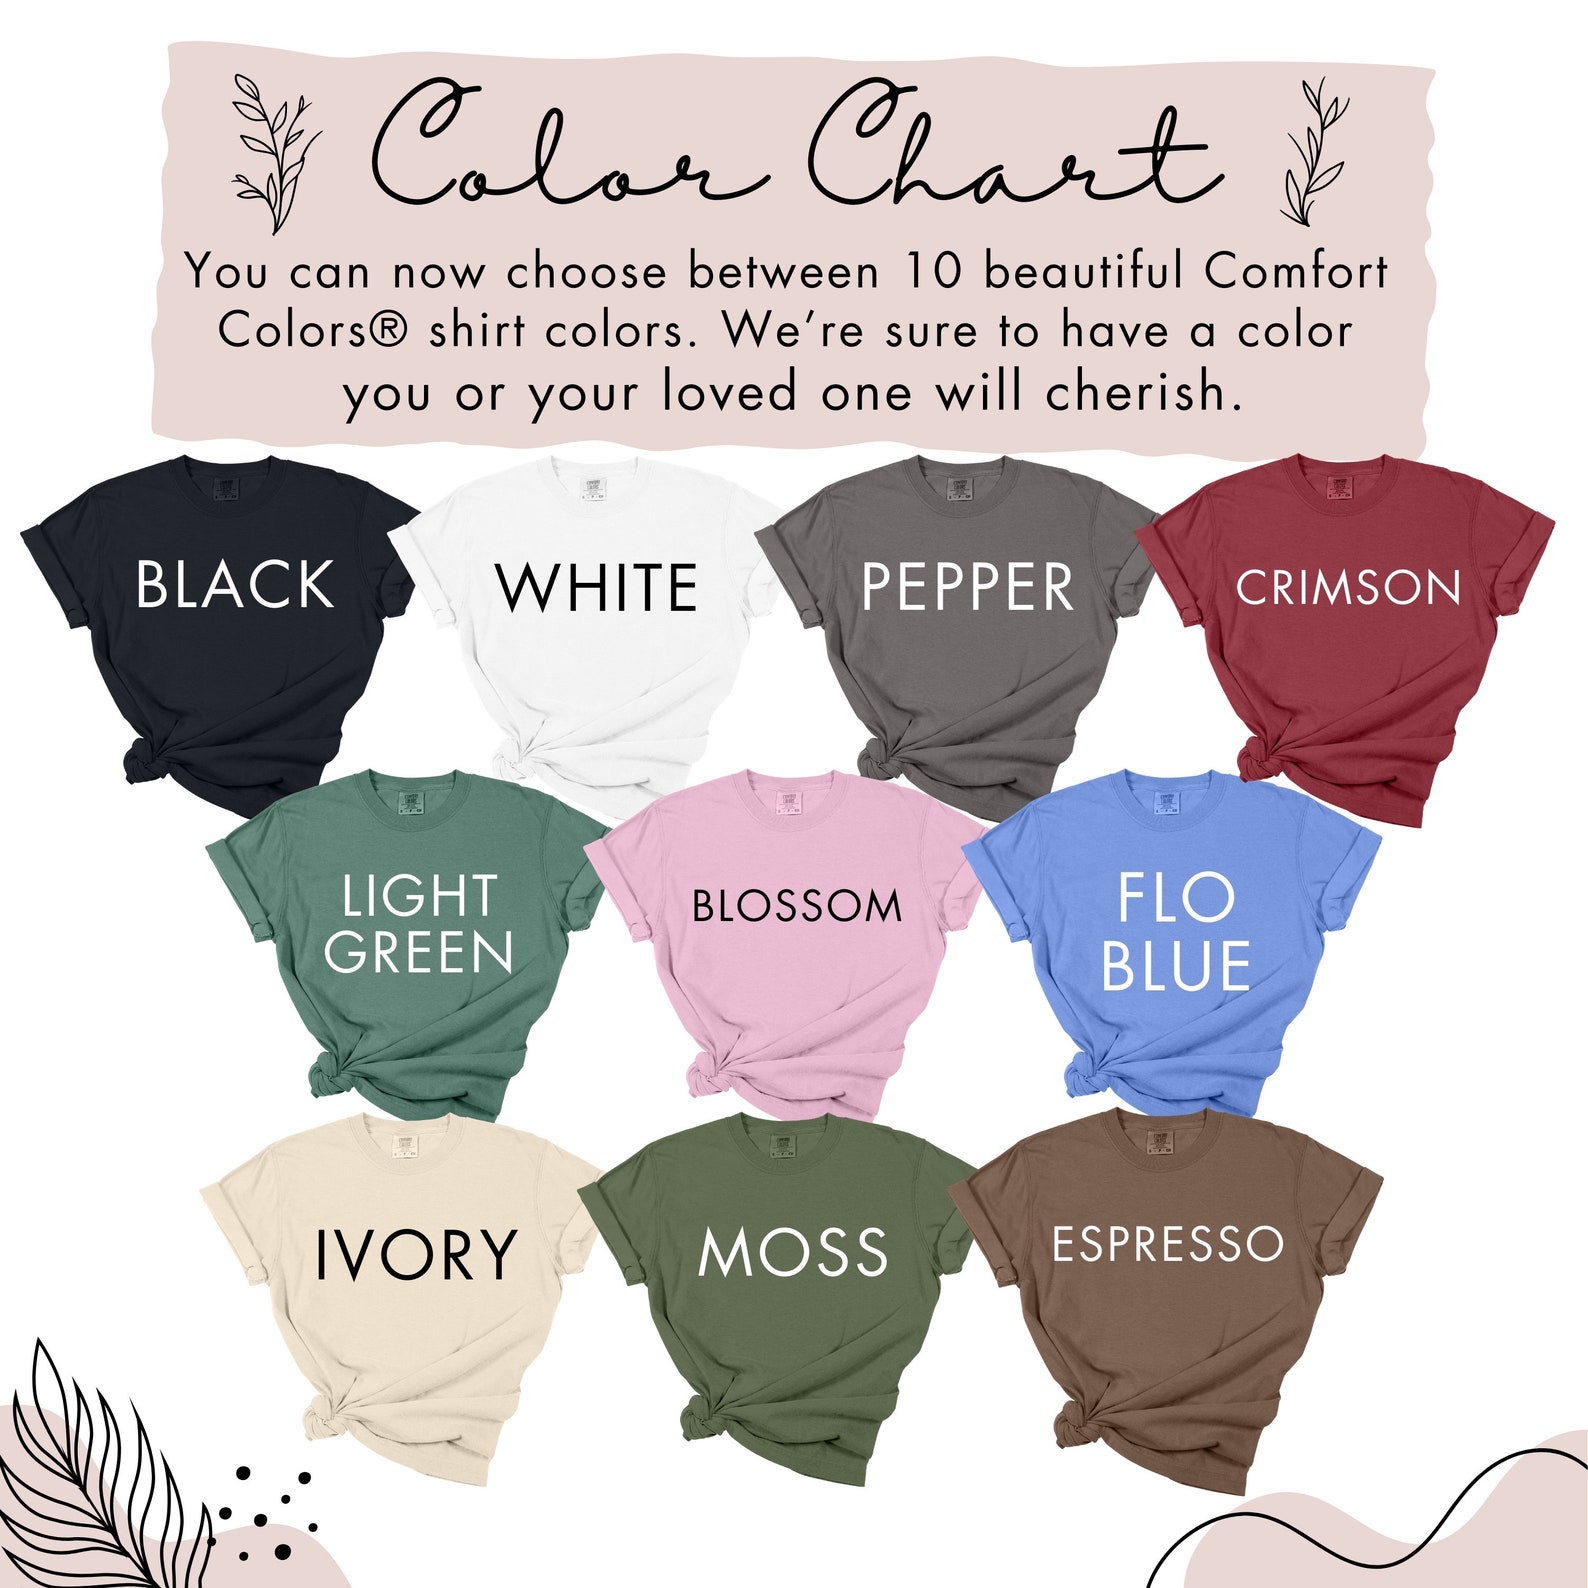 Color Chart
You can now choose between 10 beautiful Comfort
Colors® shirt colors. We're sure to have a color
you or your loved one will cherish.
BLACK
WHITE
PEPPER
CRIMSON
LIGHT
GREEN
BLOSSOM
FLO
BLUE
IVORY
MOSS
ESPRESSO